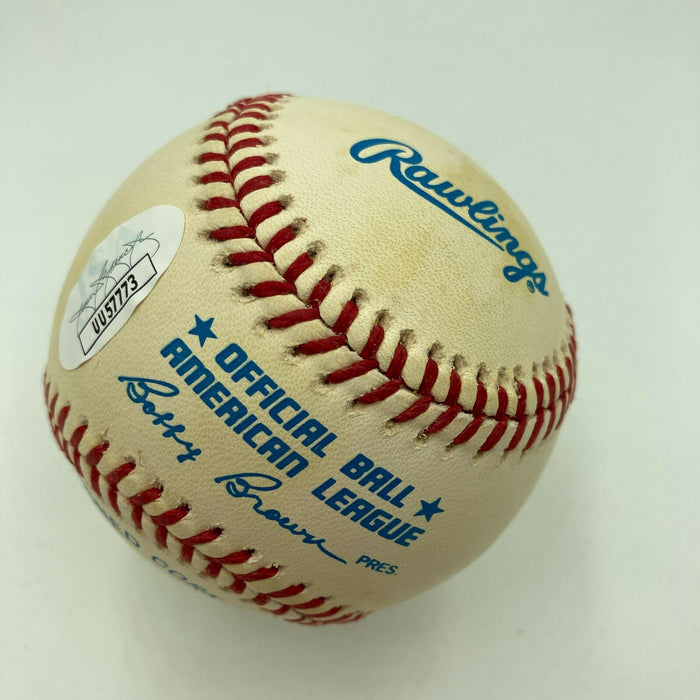 Rawlings®
UU57773
★ OFFICIAL BALL
AMERICAN LEAGUE ★
Bobby Brown
PRES.